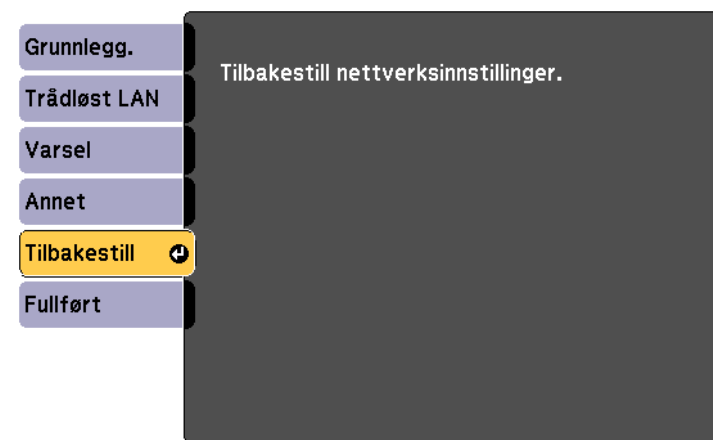 Grunnlegg.
Trådløst LAN
Varsel
Annet
Tilbakestill
Fullført
Tilbakestill nettverksinnstillinger.